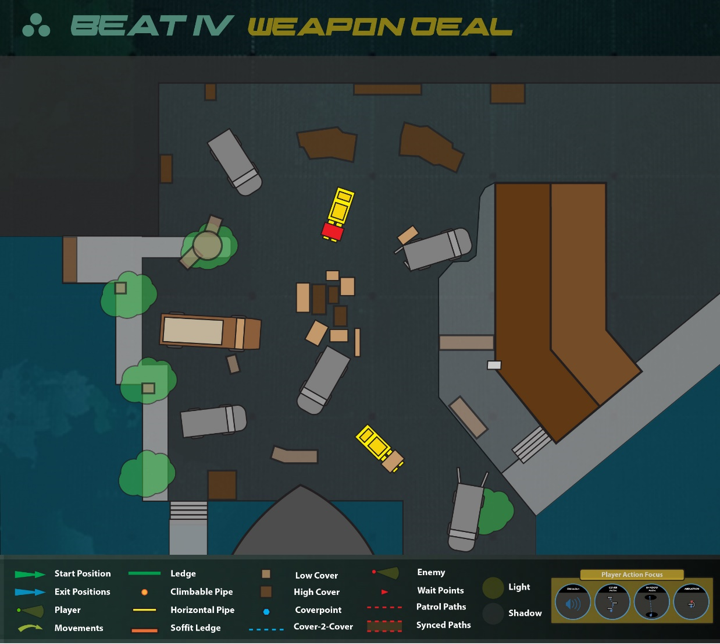 BEAT IV WEAPON DEAL
Start Position
Exit Positions
Player
Movements
Ledge
Climbable Pipe
Horizontal Pipe
Soffit Ledge
Low Cover
High Cover
Coverpoint
Cover-2-Cover
Enemy
Wait Points
Patrol Paths
Synced Paths
Light
Shadow
Player Action Focus